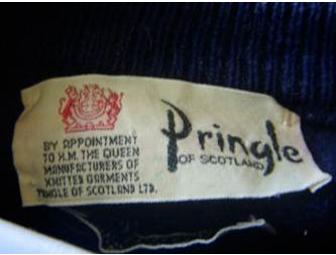 BY APPOINTMENT
TO H.M. THE QUEEN
MANUFACTURERS OF
KNITTED GARMENTS
PRINGLE OF SCOTLAND LTD.
Pringle
OF SCOTLAND